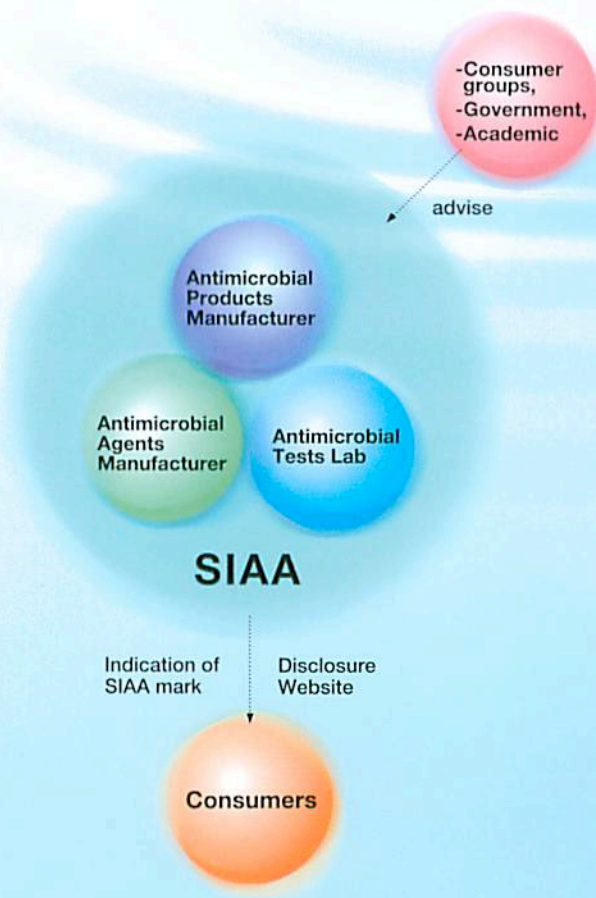 -Consumer
groups,
-Government,
-Academic
advise
Antimicrobial
Products
Manufacturer
Antimicrobial
Agents
Manufacturer
Antimicrobial
Tests Lab
SIAA
Indication of
SIAA mark
Disclosure
Website
Consumers